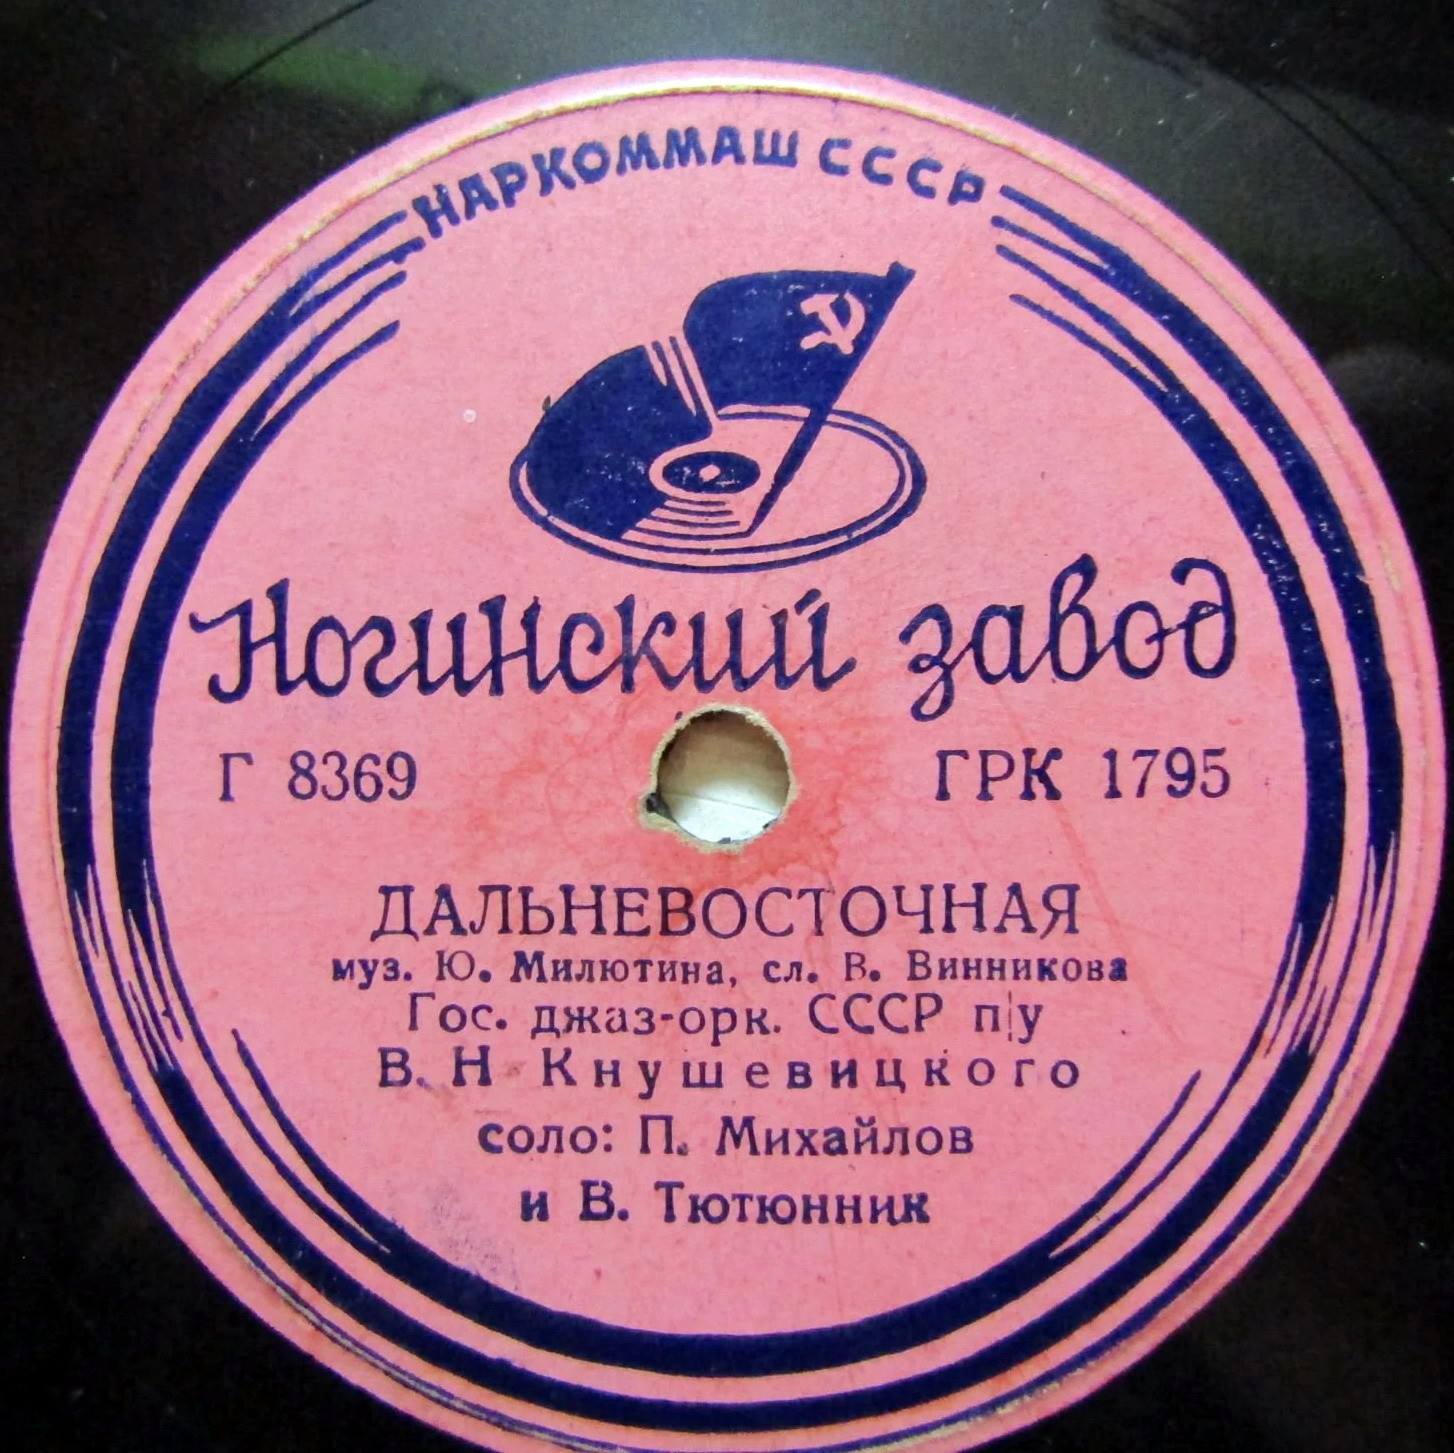 НАРКОММАШ СССР
Ногинский завод
Г 8369 ГРК 1795
ДАЛЬНЕВОСТОЧНАЯ
муз. Ю. Милютина, сл. В. Винникова
Гос. джаз-орк. СССР п/у
В. Н Кнушевицкого
соло: П. Михайлов
и В. Тютюнник